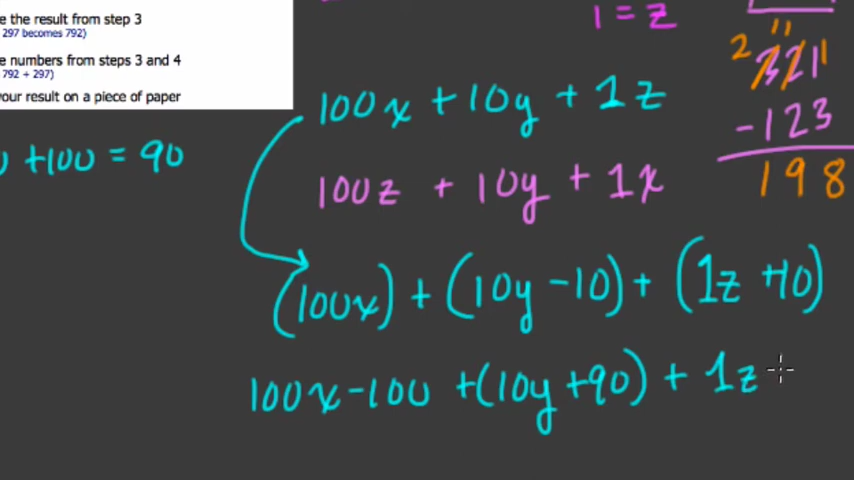 e the result from step 3
297 becomes 792)
e numbers from steps 3 and 4
792 + 297)
your result on a piece of paper
1 = z
2 11
321 1
-123
198
100x + 10y + 1z
100z + 10y + 1x
+100 = 90
(100x) + (10y -10) + (1z +10)
100x -100 +(10y +90) + 1z